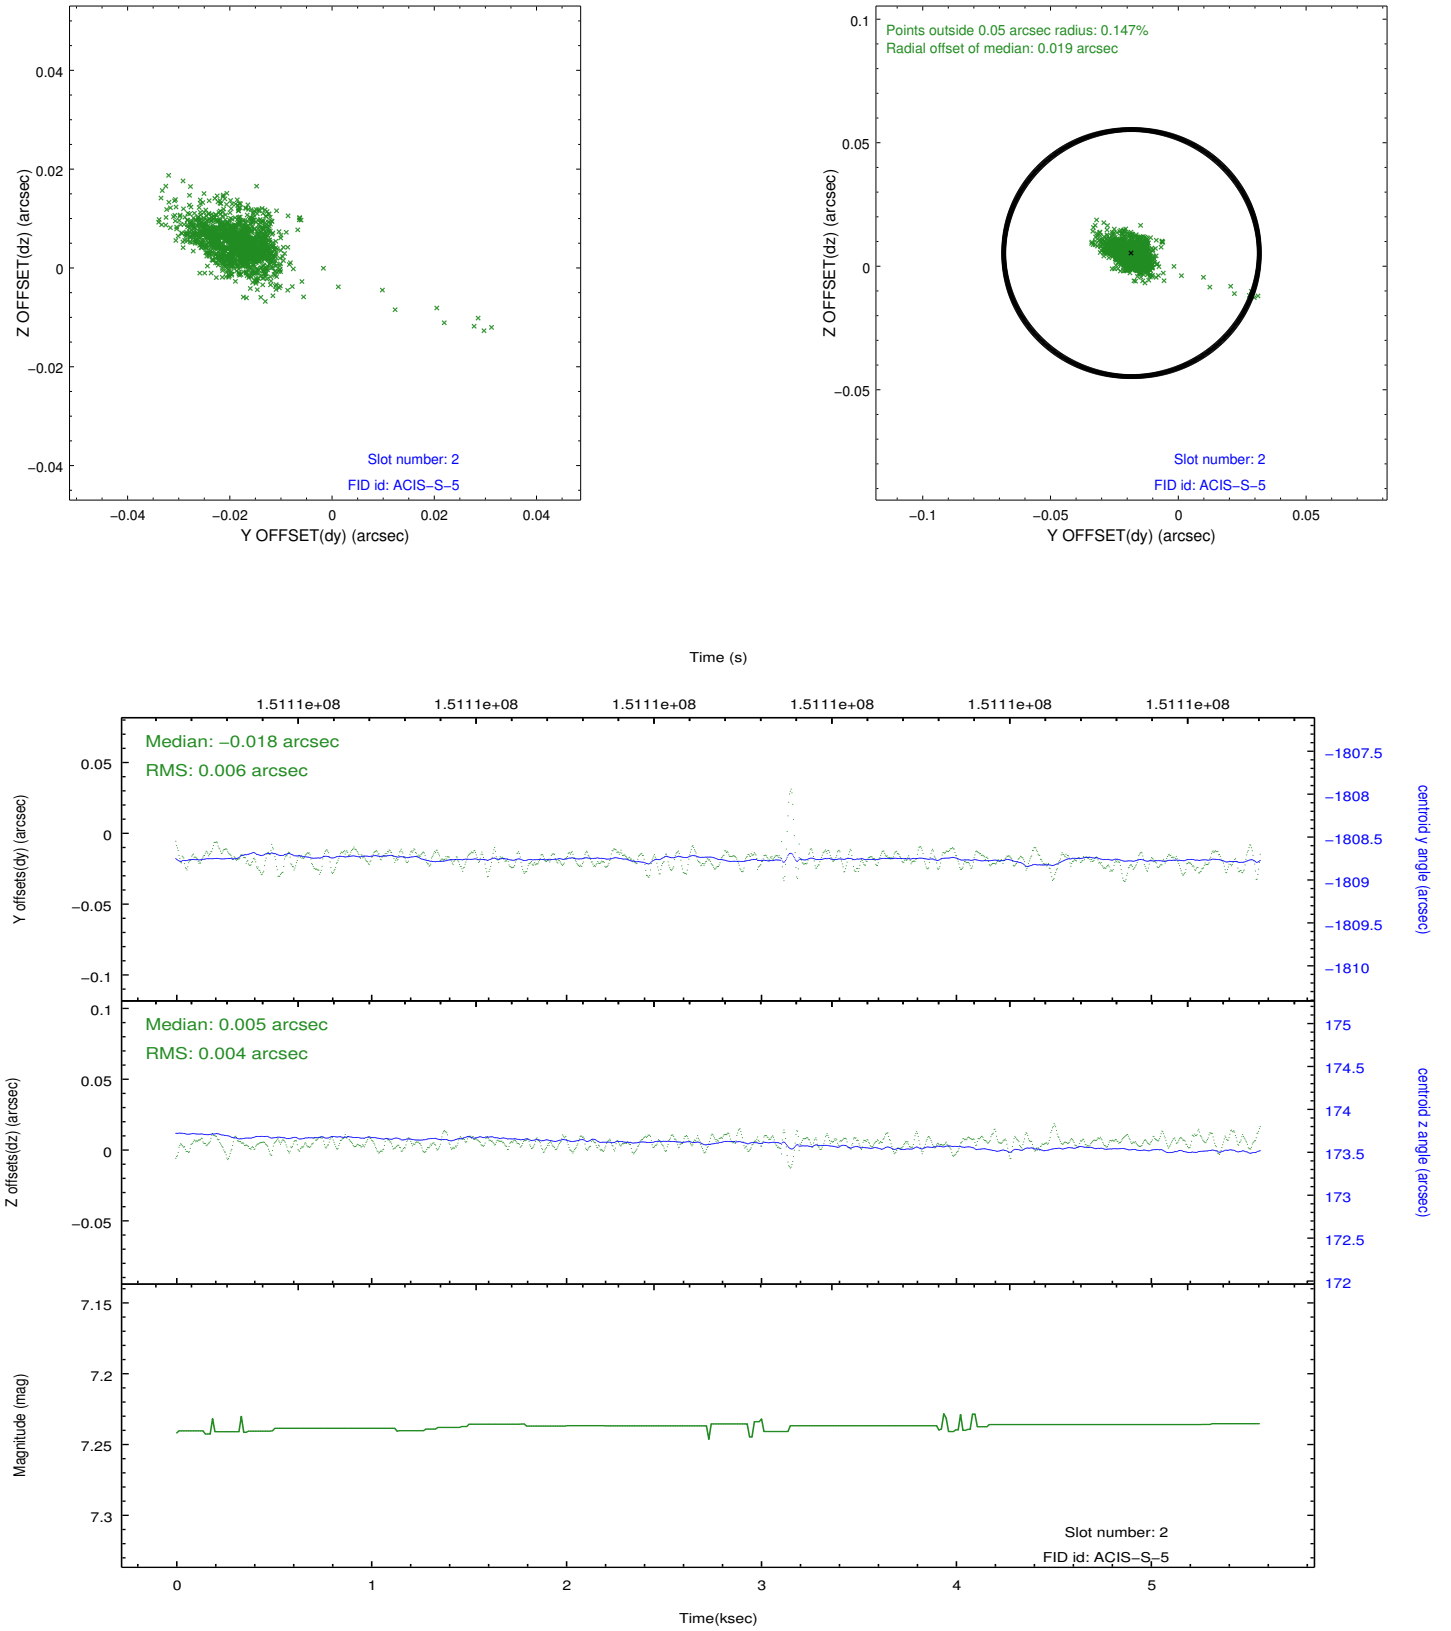 0.04
0.02
0
−0.02
−0.04
Z OFFSET(dz) (arcsec)
Slot number: 2
FID id: ACIS−S−5
−0.04 −0.02 0 0.02 0.04
Y OFFSET(dy) (arcsec)
Points outside 0.05 arcsec radius: 0.147%
Radial offset of median: 0.019 arcsec
0.1
0.05
0
−0.05
Z OFFSET(dz) (arcsec)
Slot number: 2
FID id: ACIS−S−5
−0.1 −0.05 0 0.05
Y OFFSET(dy) (arcsec)
Time (s)
1.5111e+08 1.5111e+08 1.5111e+08 1.5111e+08 1.5111e+08 1.5111e+08
Median: −0.018 arcsec
RMS: 0.006 arcsec
0.05
0
−0.05
−0.1
Y offsets(dy) (arcsec)
−1807.5
−1808
−1808.5
−1809
−1809.5
−1810
centroid y angle (arcsec)
Median: 0.005 arcsec
RMS: 0.004 arcsec
0.1
0.05
0
−0.05
Z offsets(dz) (arcsec)
175
174.5
174
173.5
173
172.5
172
centroid z angle (arcsec)
7.15
7.2
7.25
7.3
Magnitude (mag)
Slot number: 2
FID id: ACIS−S−5
0 1 2 3 4 5
Time(ksec)